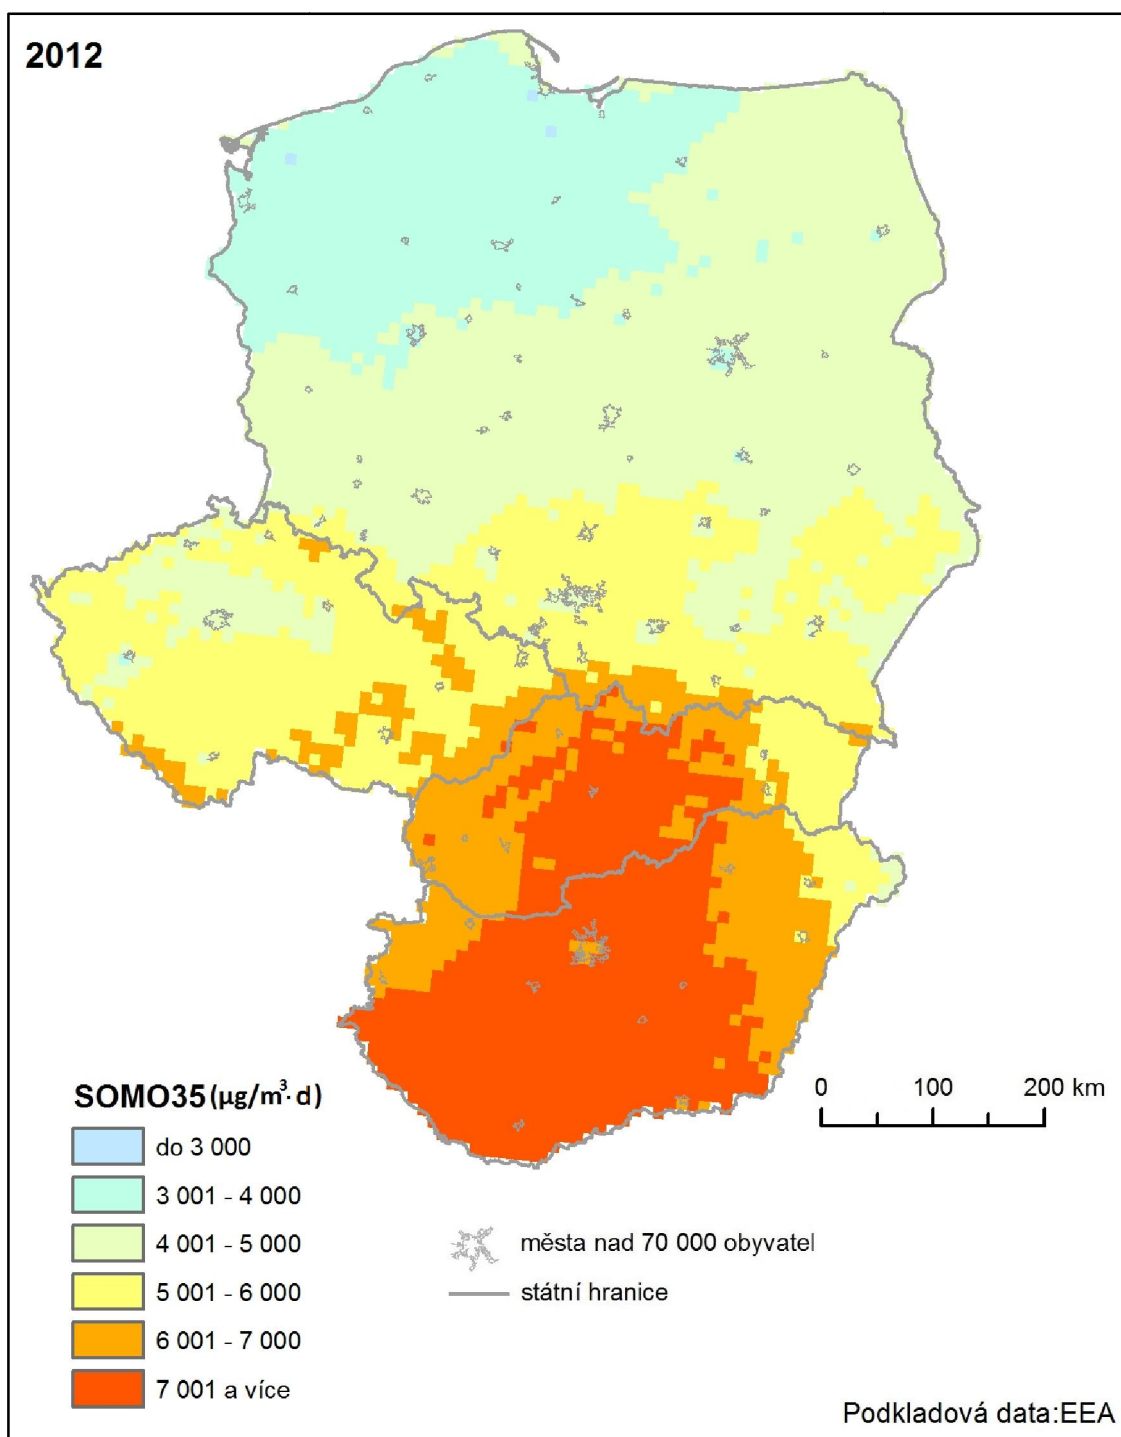 2012
SOMO35 (µg/m³· d)
do 3 000
3 001 - 4 000
4 001 - 5 000
5 001 - 6 000
6 001 - 7 000
7 001 a více
města nad 70 000 obyvatel
státní hranice
0 100 200 km
Podkladová data:EEA